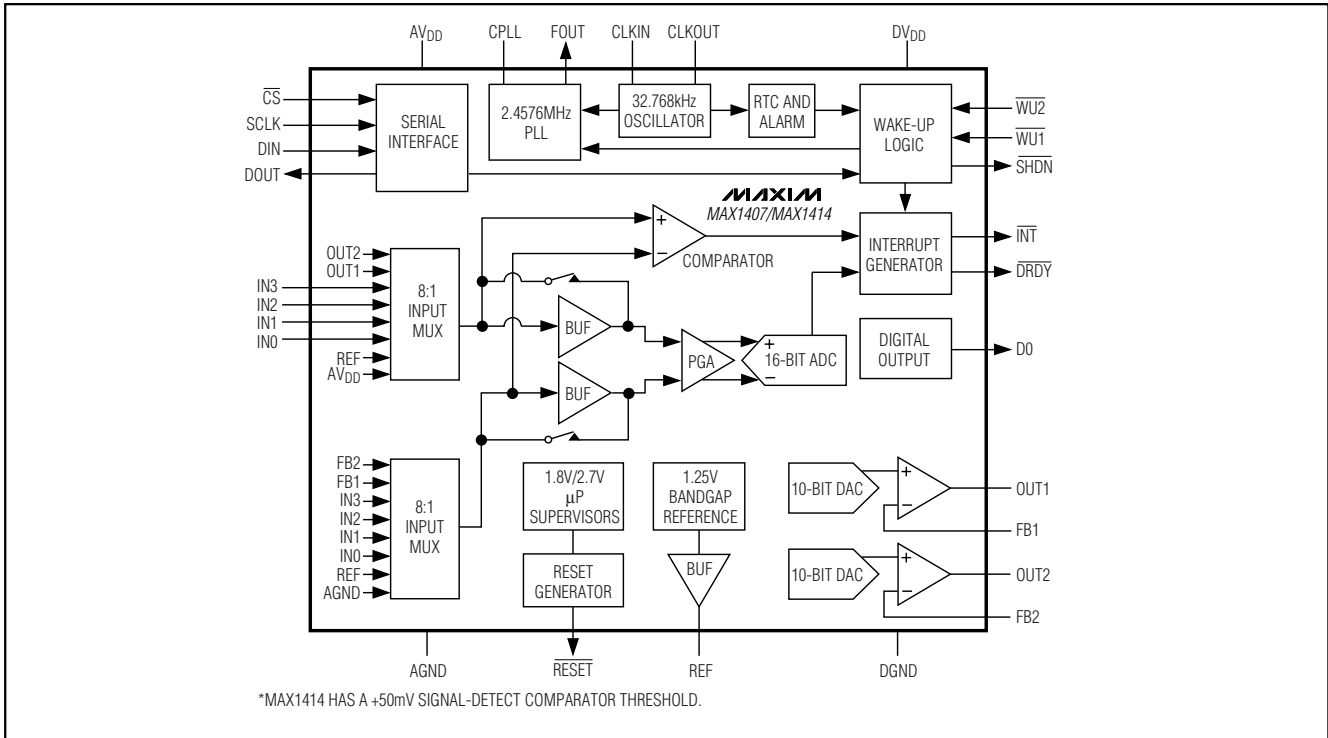 AVDD
CPLL
FOUT
CLKIN
CLKOUT
DVDD
CS
SCLK
DIN
DOUT
SERIAL
INTERFACE
2.4576MHz
PLL
32.768kHz
OSCILLATOR
RTC AND
ALARM
WAKE-UP
LOGIC
WU2
WU1
SHDN
MAXIM
MAX1407/MAX1414
+
−
COMPARATOR
INTERRUPT
GENERATOR
INT
DRDY
OUT2
OUT1
IN3
IN2
IN1
IN0
REF
AVDD
8:1
INPUT
MUX
BUF
BUF
PGA
+
−
16-BIT ADC
DIGITAL
OUTPUT
D0
FB2
FB1
IN3
IN2
IN1
IN0
REF
AGND
8:1
INPUT
MUX
1.8V/2.7V
μP
SUPERVISORS
RESET
GENERATOR
1.25V
BANDGAP
REFERENCE
BUF
10-BIT DAC
+
−
OUT1
FB1
10-BIT DAC
+
−
OUT2
FB2
AGND
RESET
REF
DGND
*MAX1414 HAS A +50mV SIGNAL-DETECT COMPARATOR THRESHOLD.